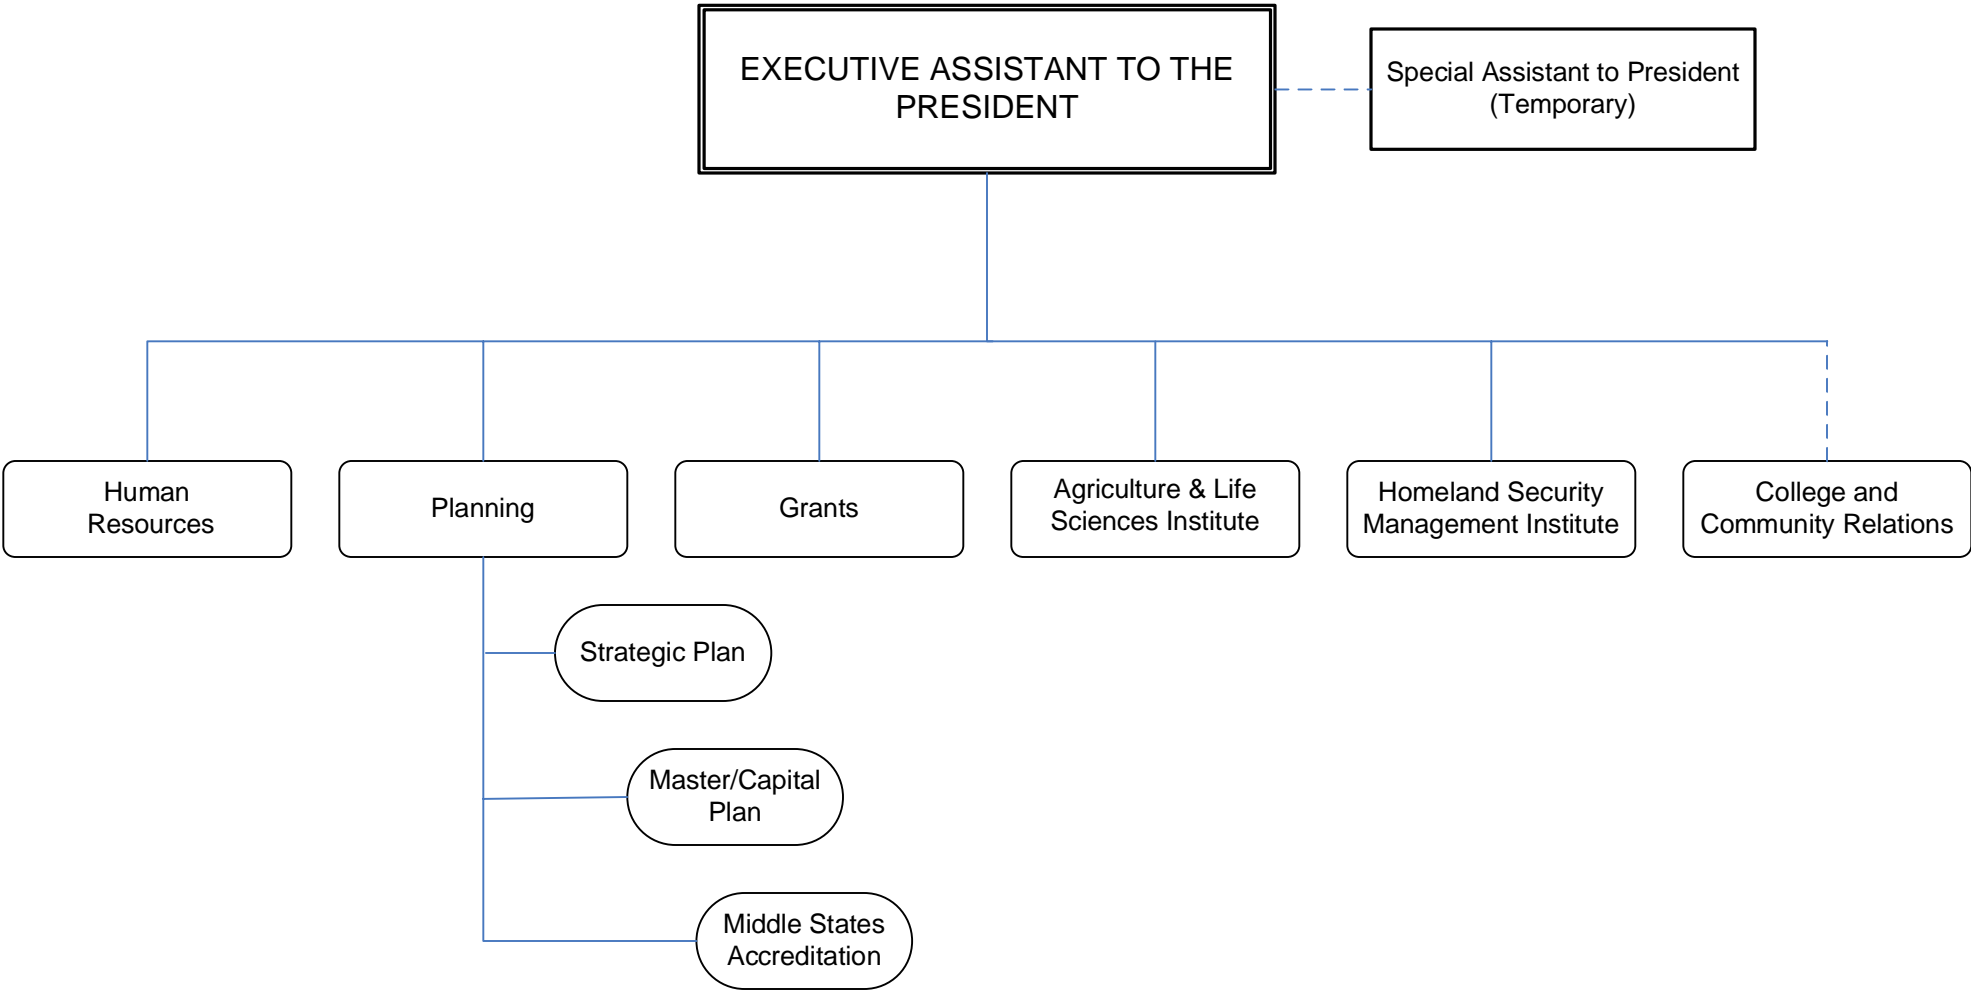 EXECUTIVE ASSISTANT TO THE
PRESIDENT
Special Assistant to President
(Temporary)
Human
Resources
Planning
Grants
Agriculture & Life
Sciences Institute
Homeland Security
Management Institute
College and
Community Relations
Strategic Plan
Master/Capital
Plan
Middle States
Accreditation